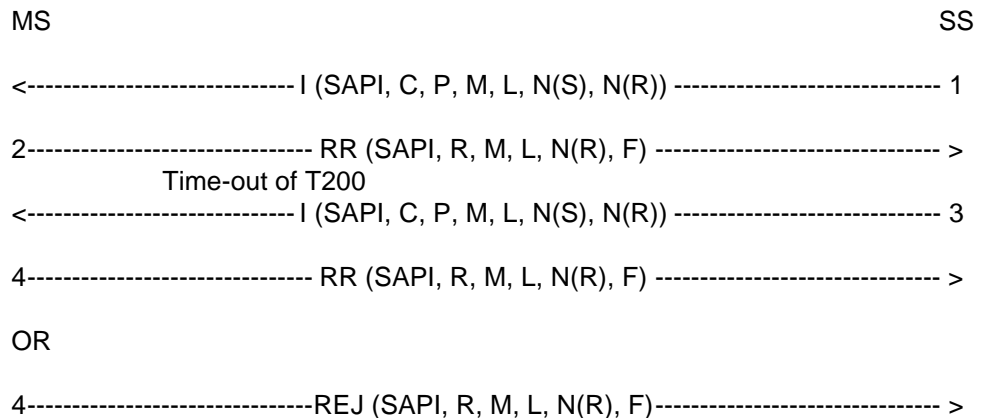 MS SS
<------------------------------ I (SAPI, C, P, M, L, N(S), N(R)) ------------------------------ 1
2-------------------------------- RR (SAPI, R, M, L, N(R), F) -------------------------------- >
Time-out of T200
<------------------------------ I (SAPI, C, P, M, L, N(S), N(R)) ------------------------------ 3
4-------------------------------- RR (SAPI, R, M, L, N(R), F) -------------------------------- >
OR
4--------------------------------REJ (SAPI, R, M, L, N(R), F)-------------------------------- >